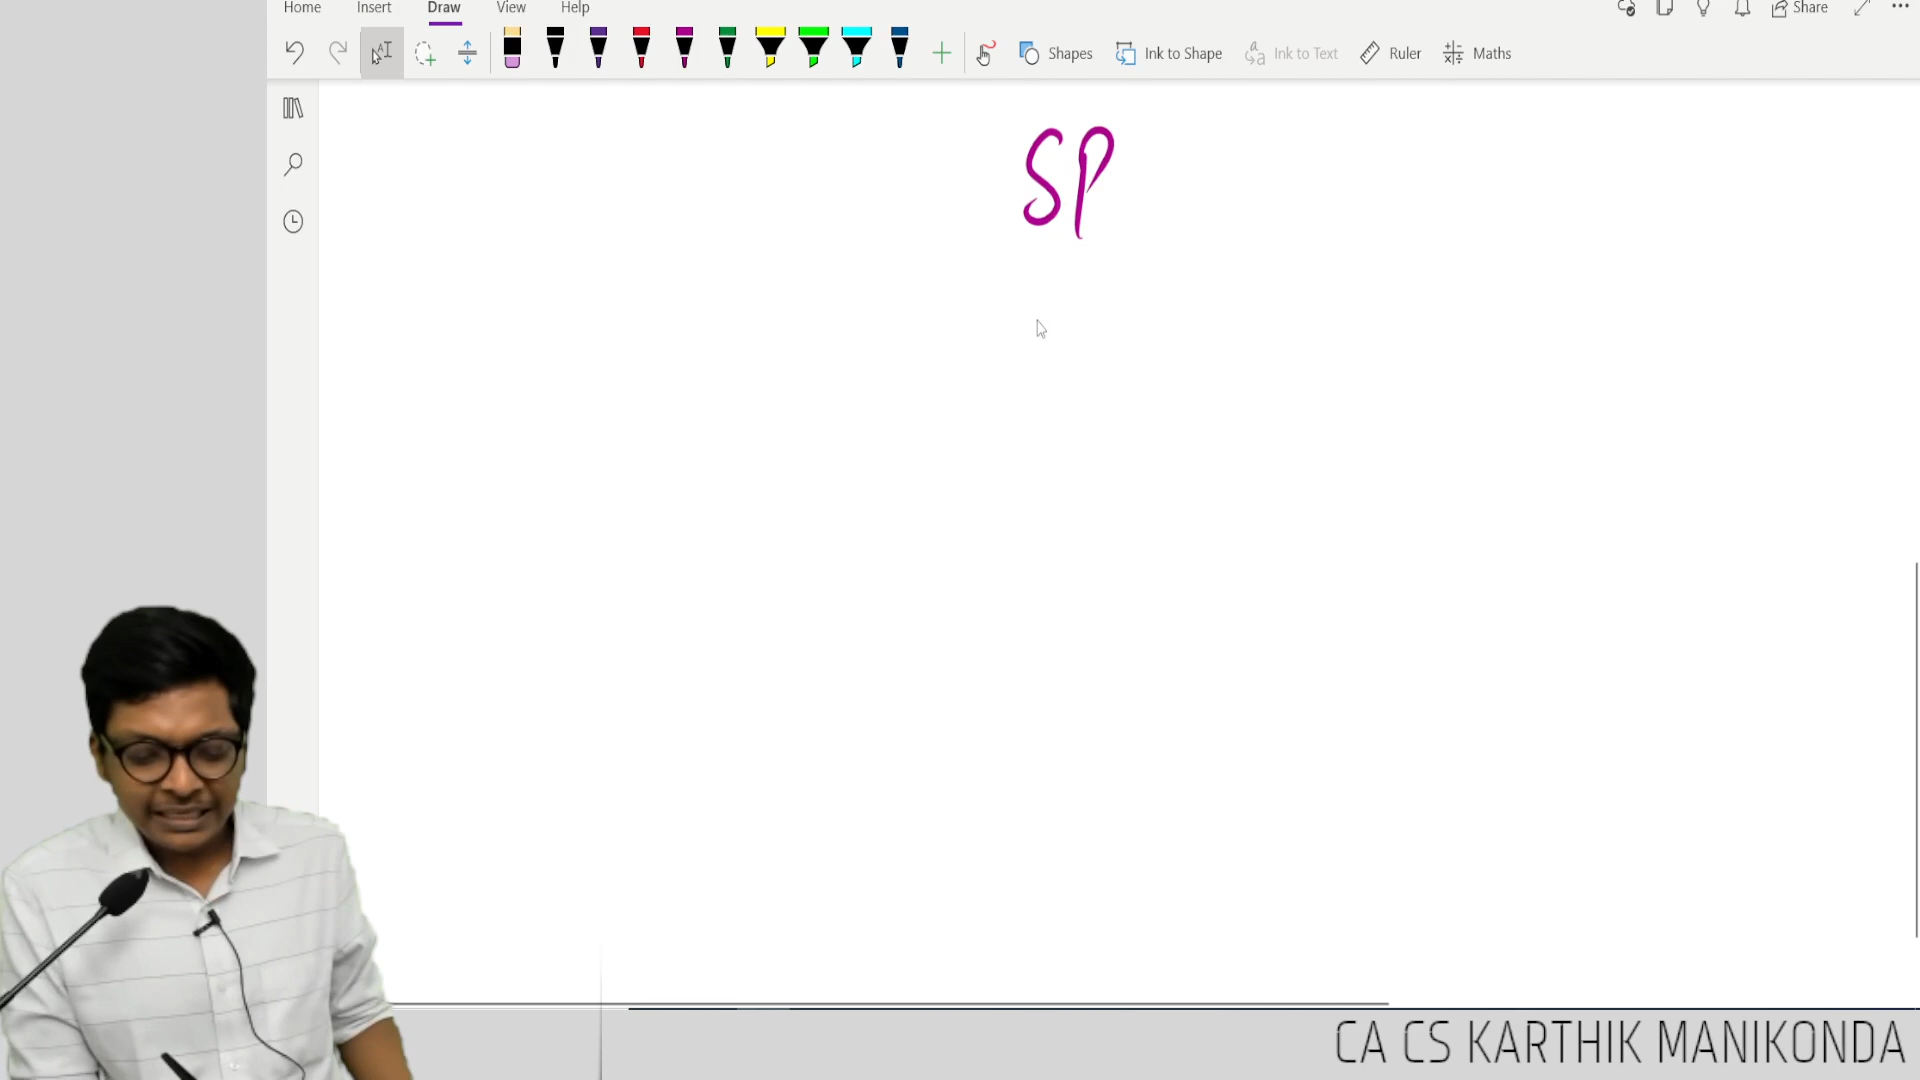 Home Insert Draw View Help Share
Shapes Ink to Shape Ink to Text Ruler Maths
SP
CA CS KARTHIK MANIKONDA